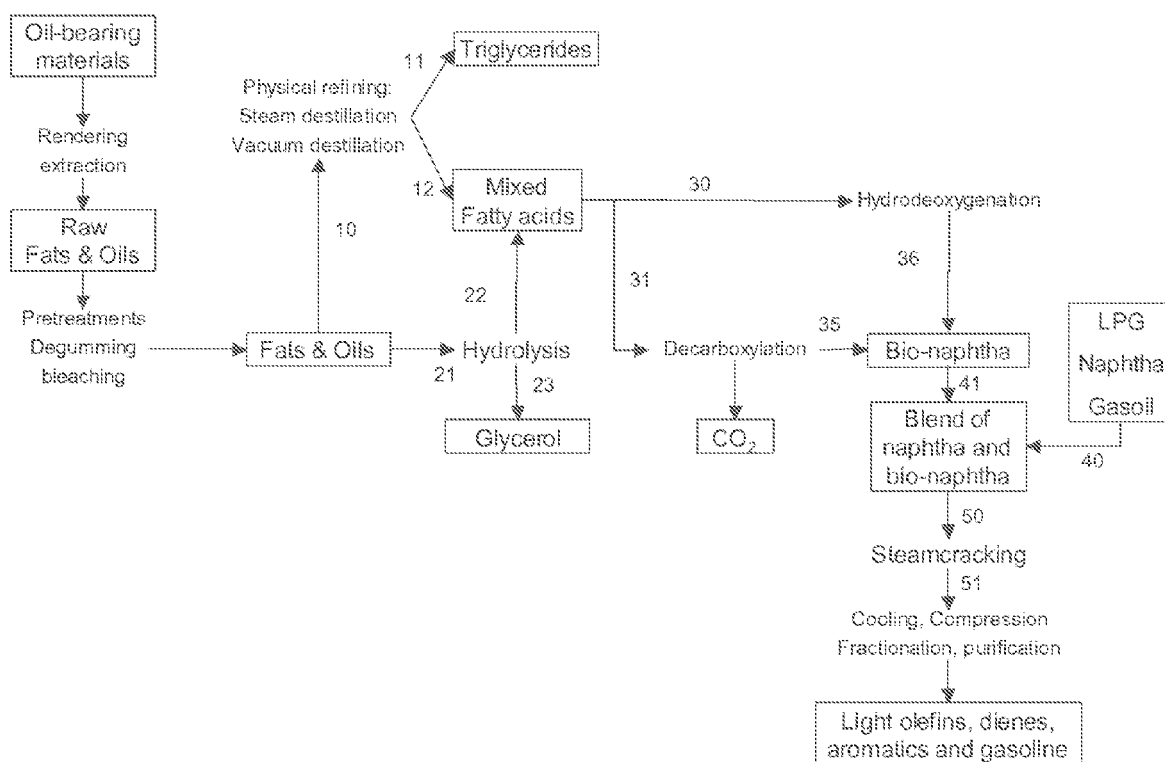 Oil-bearing
materials
Rendering
extraction
Raw
Fats & Oils
Pretreatments
Degumming
bleaching
Fats & Oils
10
Physical refining:
Steam destillation
Vacuum destillation
11
Triglycerides
12
Mixed
Fatty acids
21
Hydrolysis
22
23
Glycerol
30
31
Hydrodeoxygenation
36
Decarboxylation
35
CO₂
Bio-naphtha
41
LPG
Naphtha
Gasoil
40
Blend of
naphtha and
bio-naphtha
50
Steamcracking
51
Cooling, Compression
Fractionation, purification
Light olefins, dienes,
aromatics and gasoline